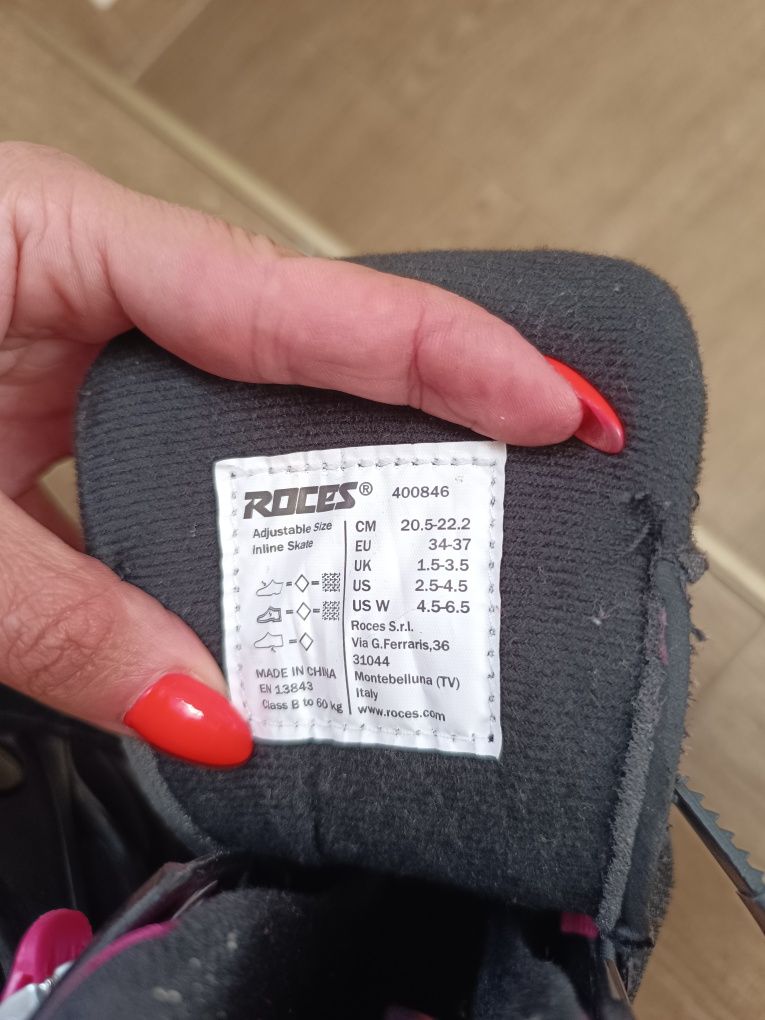 ROCES® 400846
Adjustable Size
Inline Skate
CM 20.5-22.2
EU 34-37
UK 1.5-3.5
US 2.5-4.5
US W 4.5-6.5
MADE IN CHINA
EN 13843
Class B to 60 kg
Roces S.r.l.
Via G.Ferraris,36
31044
Montebelluna (TV)
Italy
www.roces.com